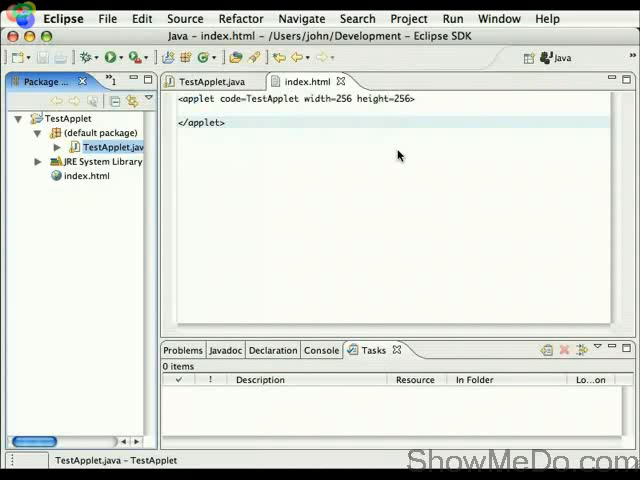 Eclipse File Edit Source Refactor Navigate Search Project Run Window Help
Java - index.html - /Users/john/Development - Eclipse SDK
Java
Package ...
1
TestApplet.java
index.html
TestApplet
(default package)
TestApplet.jav
JRE System Library
index.html
<applet code=TestApplet width=256 height=256>
</applet>
Problems Javadoc Declaration Console Tasks
0 items
! Description Resource In Folder Lo...on
TestApplet.java - TestApplet
ShowMeDo.com